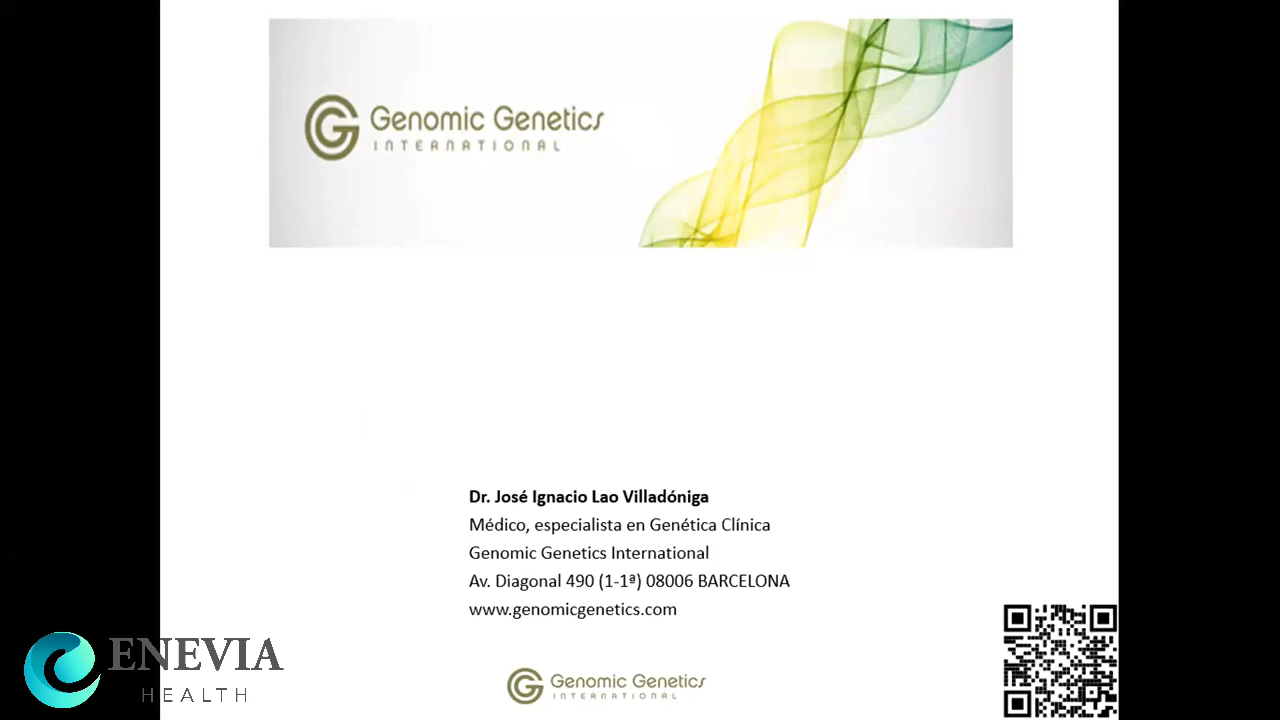 Genomic Genetics
INTERNATIONAL
Dr. José Ignacio Lao Villadóniga
Médico, especialista en Genética Clínica
Genomic Genetics International
Av. Diagonal 490 (1-1ª) 08006 BARCELONA
www.genomicgenetics.com
ENEVIA
HEALTH
Genomic Genetics
INTERNATIONAL